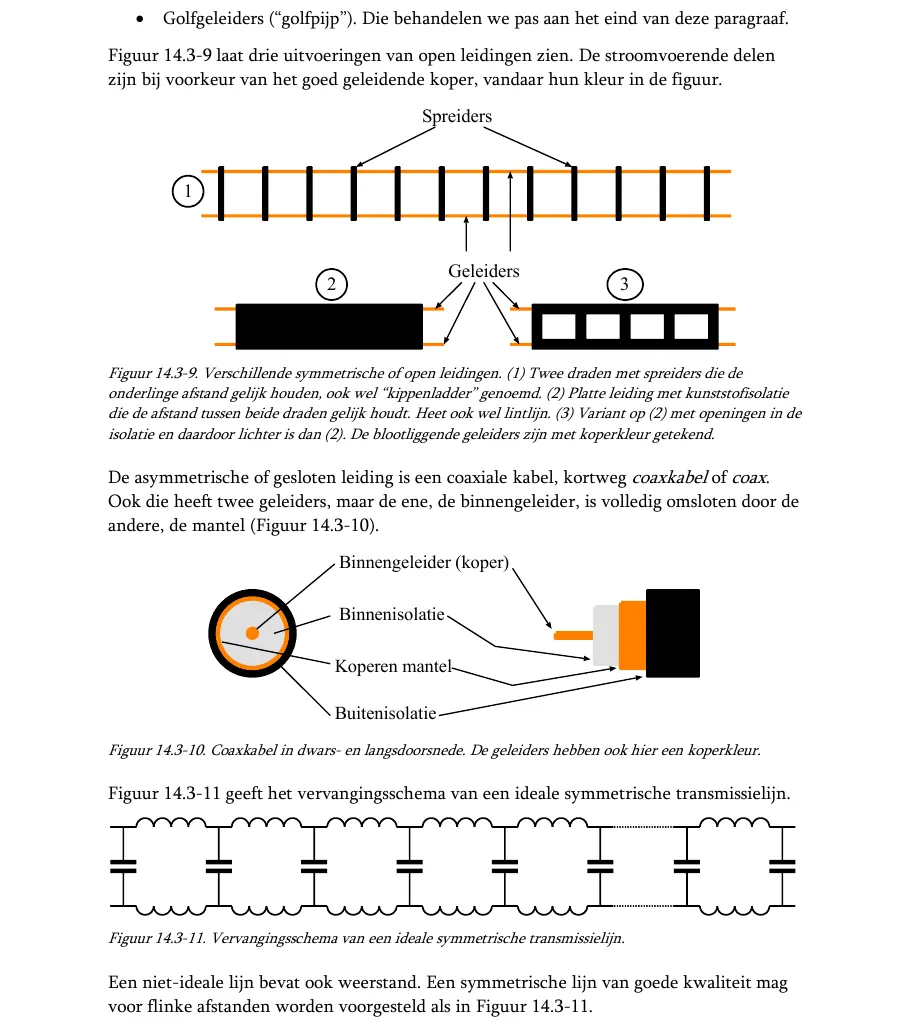 • Golfgeleiders (“golfpijp”). Die behandelen we pas aan het eind van deze paragraaf.
Figuur 14.3-9 laat drie uitvoeringen van open leidingen zien. De stroomvoerende delen
zijn bij voorkeur van het goed geleidende koper, vandaar hun kleur in de figuur.
Spreiders
1
Geleiders
2
3
Figuur 14.3-9. Verschillende symmetrische of open leidingen. (1) Twee draden met spreiders die de
onderlinge afstand gelijk houden, ook wel “kippenladder” genoemd. (2) Platte leiding met kunststofisolatie
die de afstand tussen beide draden gelijk houdt. Heet ook wel lintlijn. (3) Variant op (2) met openingen in de
isolatie en daardoor lichter is dan (2). De blootliggende geleiders zijn met koperkleur getekend.
De asymmetrische of gesloten leiding is een coaxiale kabel, kortweg coaxkabel of coax.
Ook die heeft twee geleiders, maar de ene, de binnengeleider, is volledig omsloten door de
andere, de mantel (Figuur 14.3-10).
Binnengeleider (koper)
Binnenisolatie
Koperen mantel
Buitenisolatie
Figuur 14.3-10. Coaxkabel in dwars- en langsdoorsnede. De geleiders hebben ook hier een koperkleur.
Figuur 14.3-11 geeft het vervangingsschema van een ideale symmetrische transmissielijn.
Figuur 14.3-11. Vervangingsschema van een ideale symmetrische transmissielijn.
Een niet-ideale lijn bevat ook weerstand. Een symmetrische lijn van goede kwaliteit mag
voor flinke afstanden worden voorgesteld als in Figuur 14.3-11.